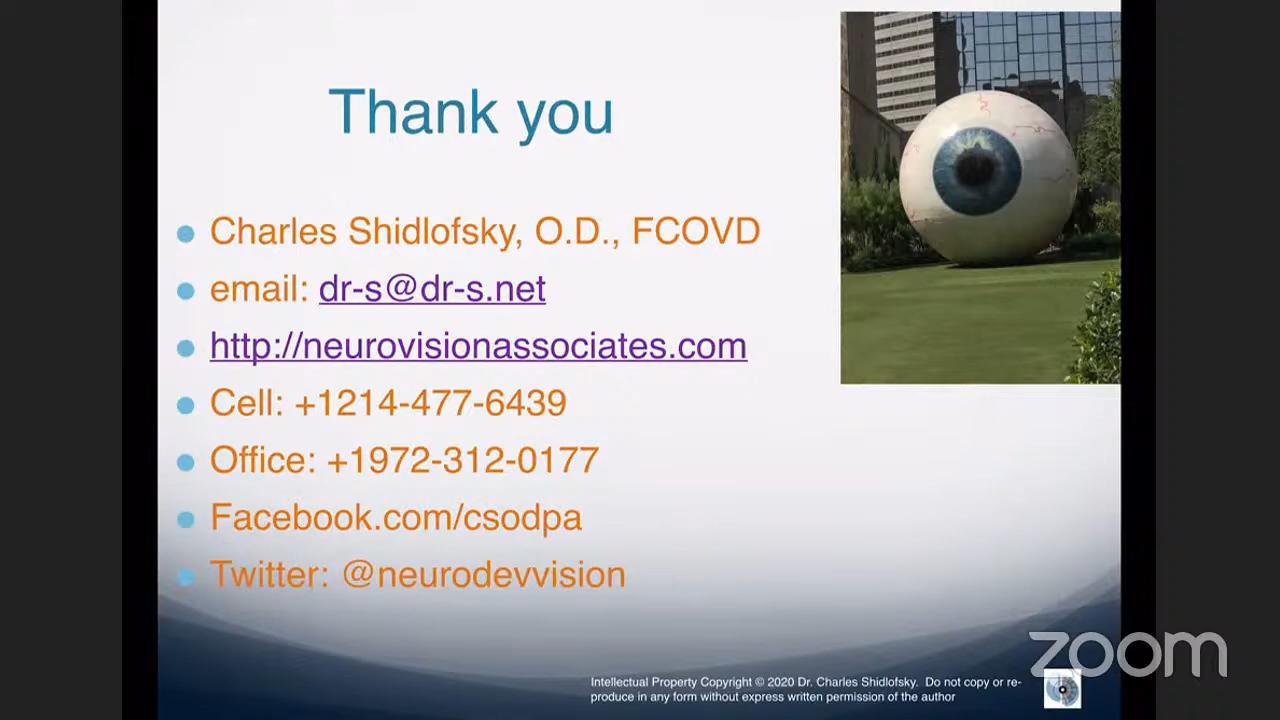 Thank you
Charles Shidlofsky, O.D., FCOVD
email: dr-s@dr-s.net
http://neurovisionassociates.com
Cell: +1214-477-6439
Office: +1972-312-0177
Facebook.com/csodpa
Twitter: @neurodevvision
zoom
Intellectual Property Copyright © 2020 Dr. Charles Shidlofsky. Do not copy or re-
produce in any form without express written permission of the author